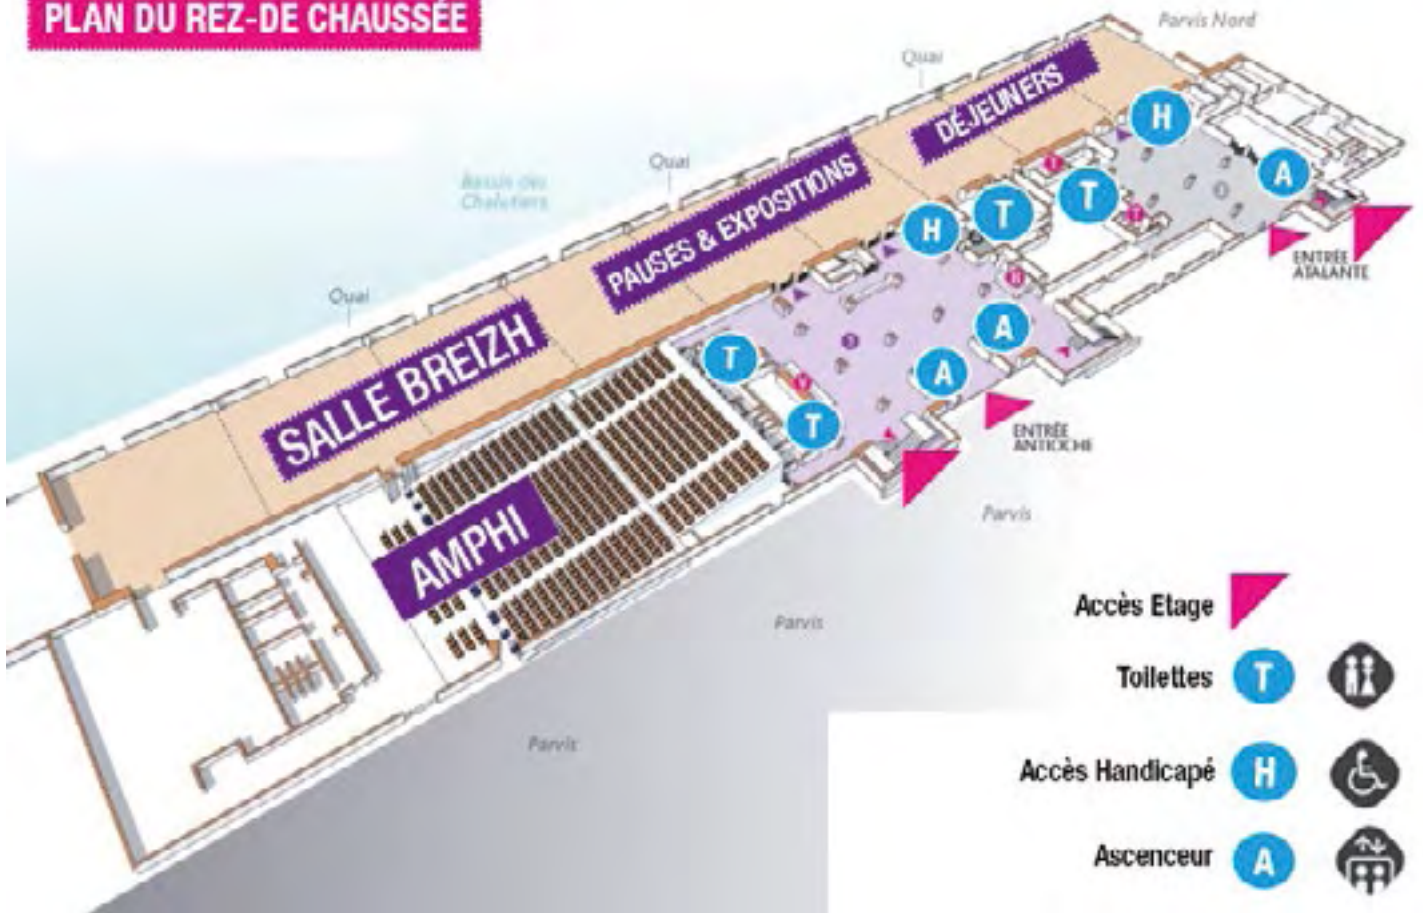 PLAN DU REZ-DE CHAUSSÉE
Parvis Nord
Quai
DÉJEUNERS
H
A
T
T
H
Quai
Bassin des
Chalutiers
PAUSES & EXPOSITIONS
ENTRÉE
ATALANTE
Quai
SALLE BREIZH
T
A
A
T
ENTRÉE
Parvis
AMPHI
Parvis
Parvis
Accès Etage
Toilettes T
Accès Handicapé H
Ascenceur A